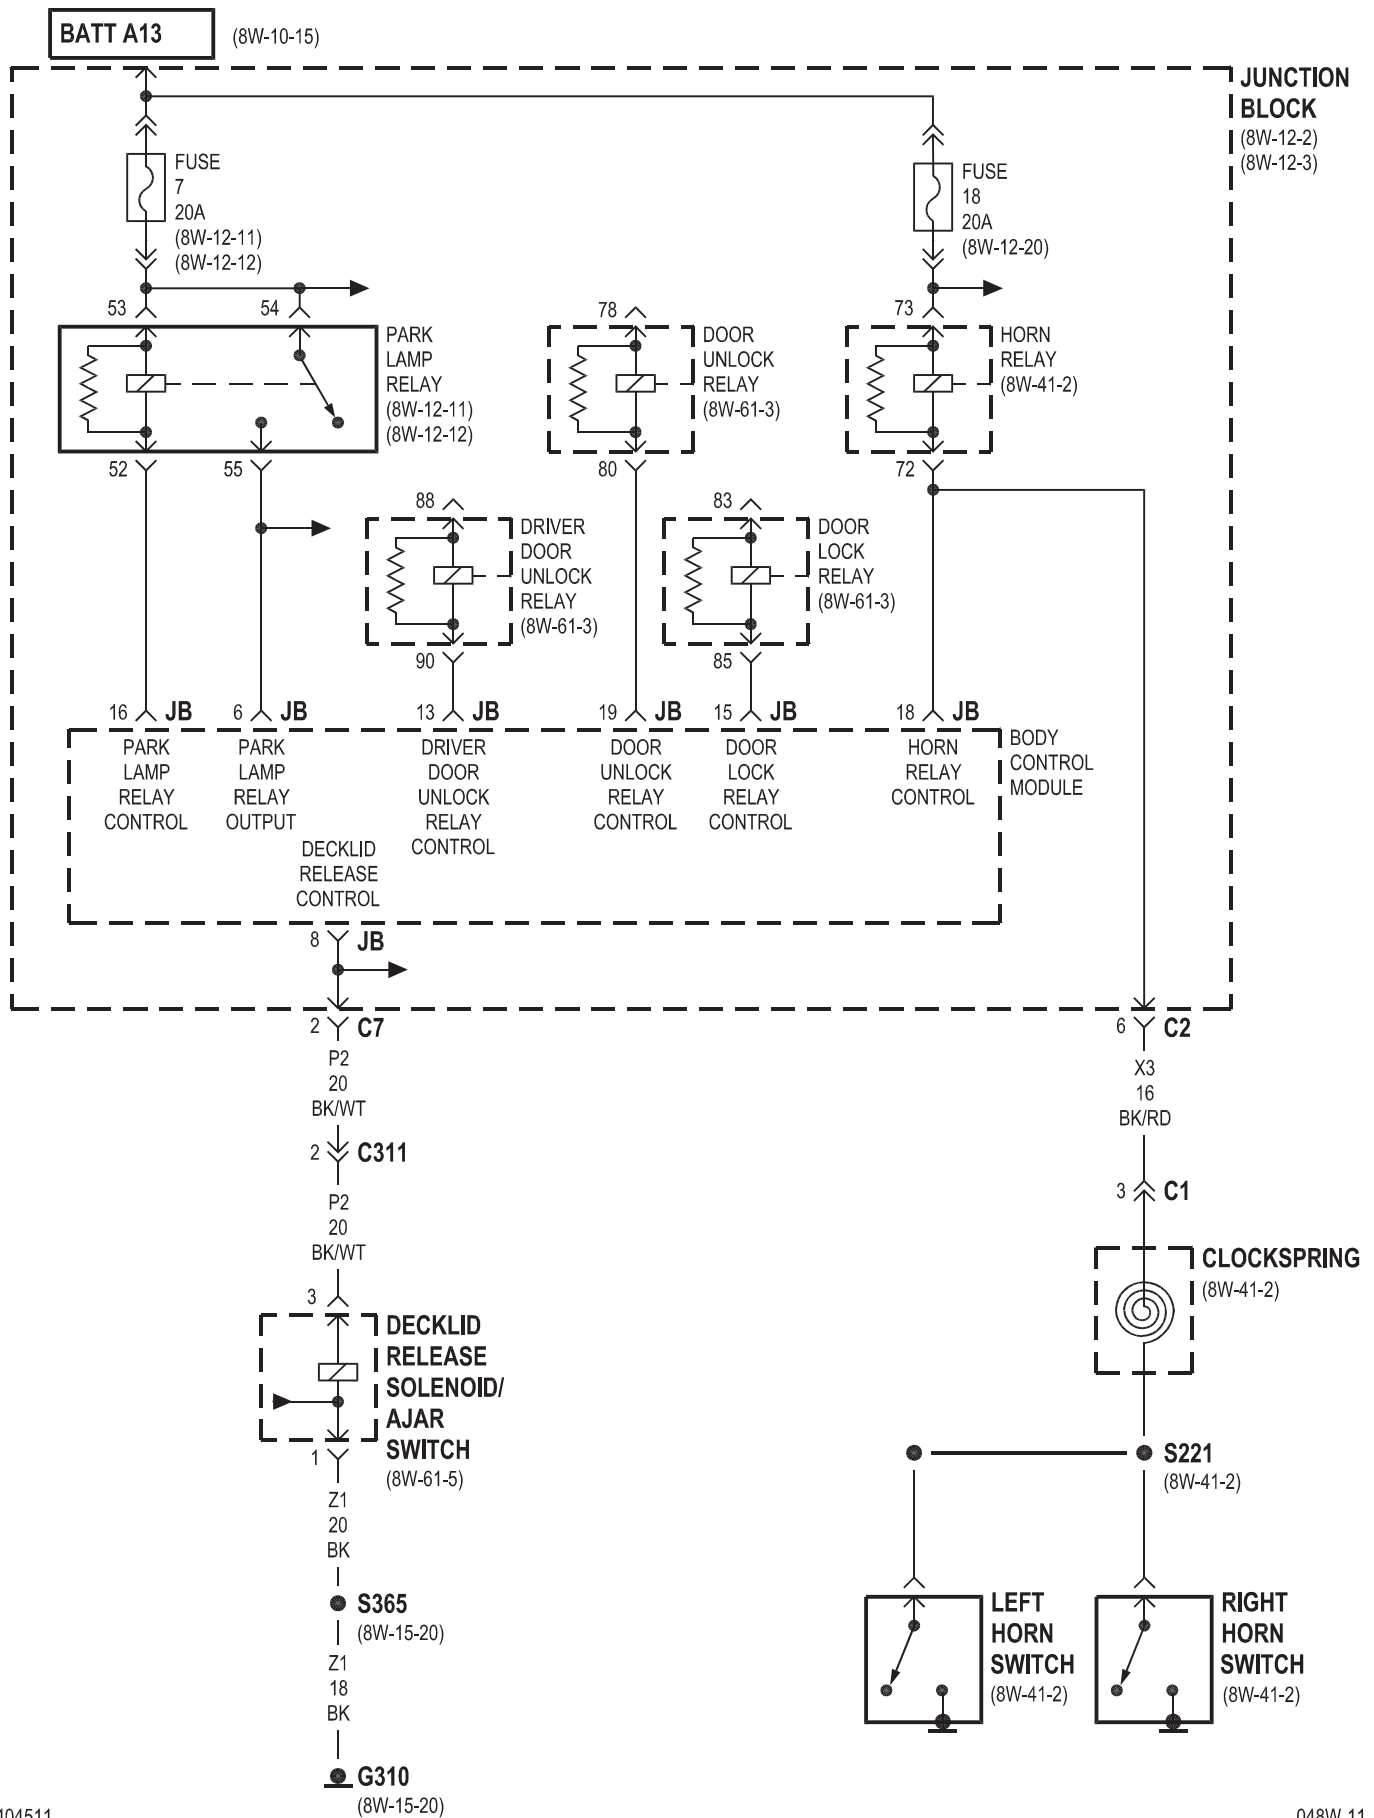 BATT A13
(8W-10-15)
JUNCTION
BLOCK
(8W-12-2)
(8W-12-3)
FUSE
7
20A
(8W-12-11)
(8W-12-12)
FUSE
18
20A
(8W-12-20)
53
54
78
73
PARK
LAMP
RELAY
(8W-12-11)
(8W-12-12)
DOOR
UNLOCK
RELAY
(8W-61-3)
HORN
RELAY
(8W-41-2)
52
55
80
72
88
83
DRIVER
DOOR
UNLOCK
RELAY
(8W-61-3)
DOOR
LOCK
RELAY
(8W-61-3)
90
85
16 JB
6 JB
13 JB
19 JB
15 JB
18 JB
PARK
LAMP
RELAY
CONTROL
PARK
LAMP
RELAY
OUTPUT
DRIVER
DOOR
UNLOCK
RELAY
CONTROL
DOOR
UNLOCK
RELAY
CONTROL
DOOR
LOCK
RELAY
CONTROL
HORN
RELAY
CONTROL
BODY
CONTROL
MODULE
DECKLID
RELEASE
CONTROL
8 JB
2 C7
6 C2
P2
20
BK/WT
X3
16
BK/RD
2 C311
3 C1
P2
20
BK/WT
CLOCKSPRING
(8W-41-2)
3
DECKLID
RELEASE
SOLENOID/
AJAR
SWITCH
(8W-61-5)
1
S221
(8W-41-2)
Z1
20
BK
S365
(8W-15-20)
LEFT
HORN
SWITCH
(8W-41-2)
RIGHT
HORN
SWITCH
(8W-41-2)
Z1
18
BK
G310
(8W-15-20)